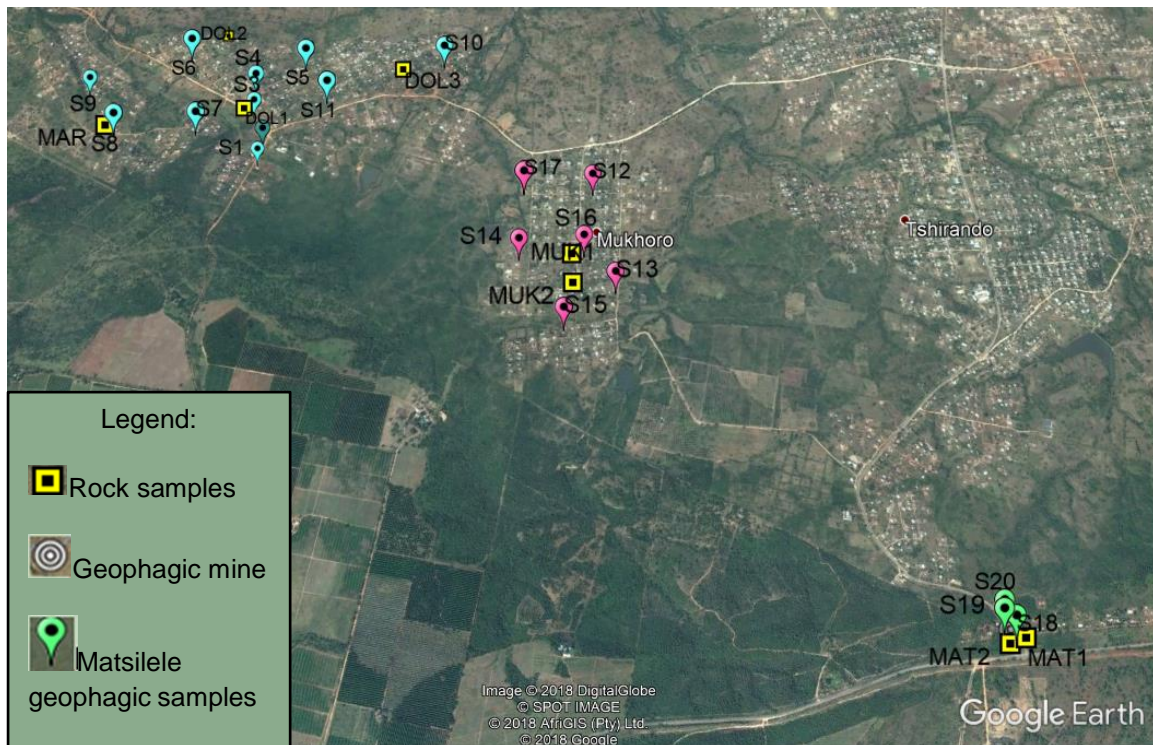 DOL2
S10
S6
S4
S5
DOL3
S3
S11
S9
S7
DOL1
MAR
S8
S1
S17
S12
S16
S14
Mukhoro
Tshirando
MUK1
S13
MUK2
S15
Legend:
Rock samples
Geophagic mine
Matsilele
geophagic samples
S20
S19
S18
MAT2
MAT1
Image © 2018 DigitalGlobe
© SPOT IMAGE
© 2018 AfriGIS (Pty) Ltd.
© 2018 Google
Google Earth